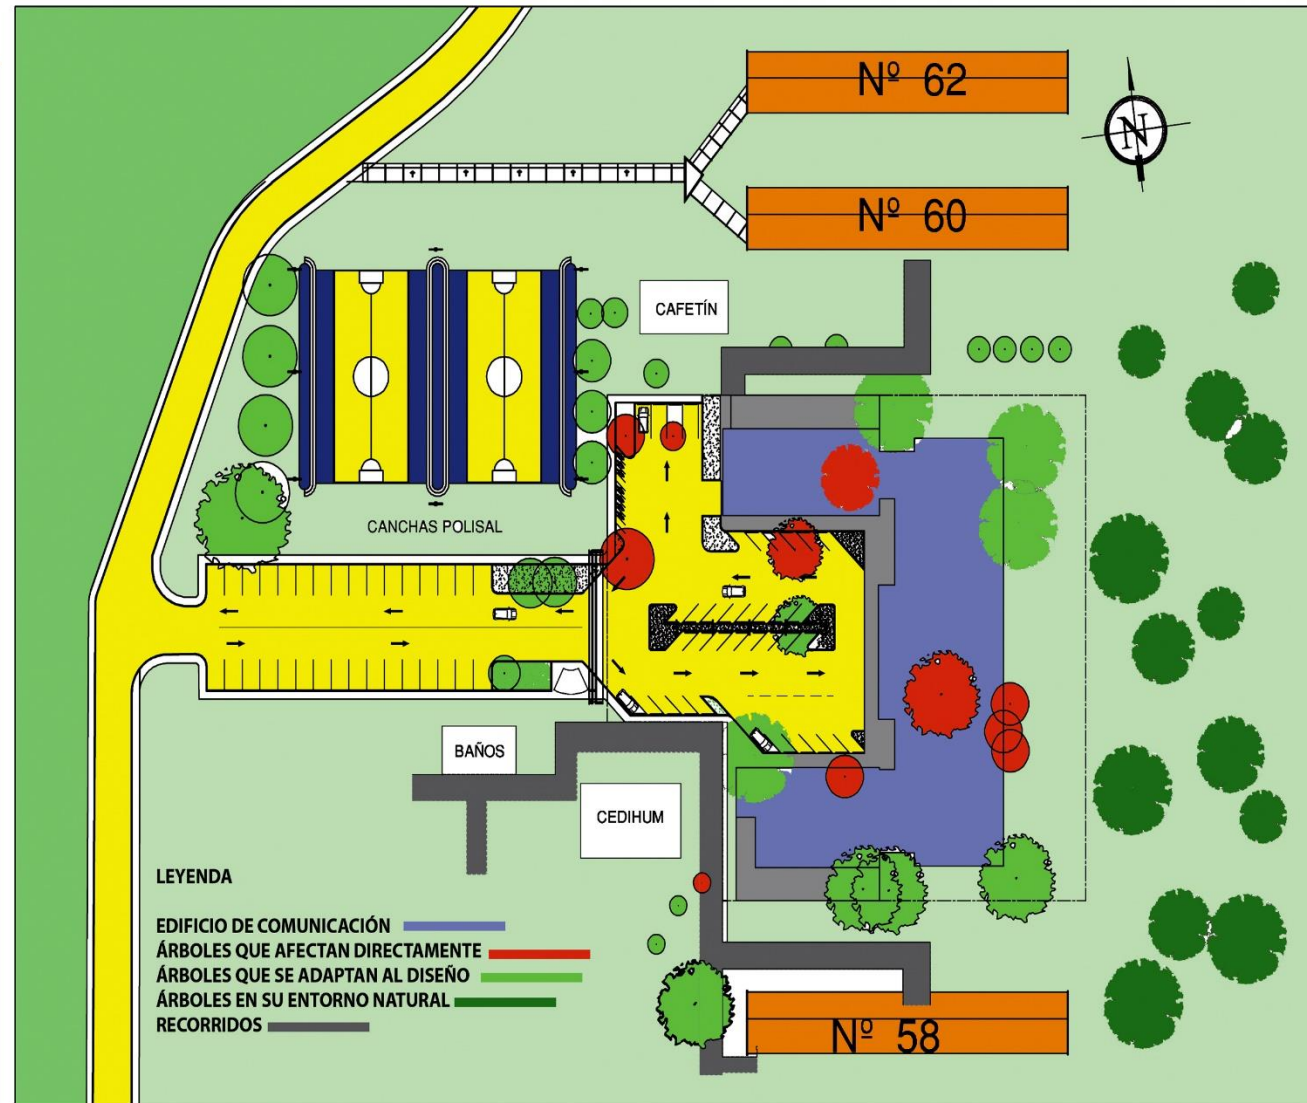 Nº 62
N
Nº 60
CAFETÍN
CANCHAS POLISAL
BAÑOS
CEDIHUM
LEYENDA
EDIFICIO DE COMUNICACIÓN
ÁRBOLES QUE AFECTAN DIRECTAMENTE
ÁRBOLES QUE SE ADAPTAN AL DISEÑO
ÁRBOLES EN SU ENTORNO NATURAL
RECORRIDOS
Nº 58